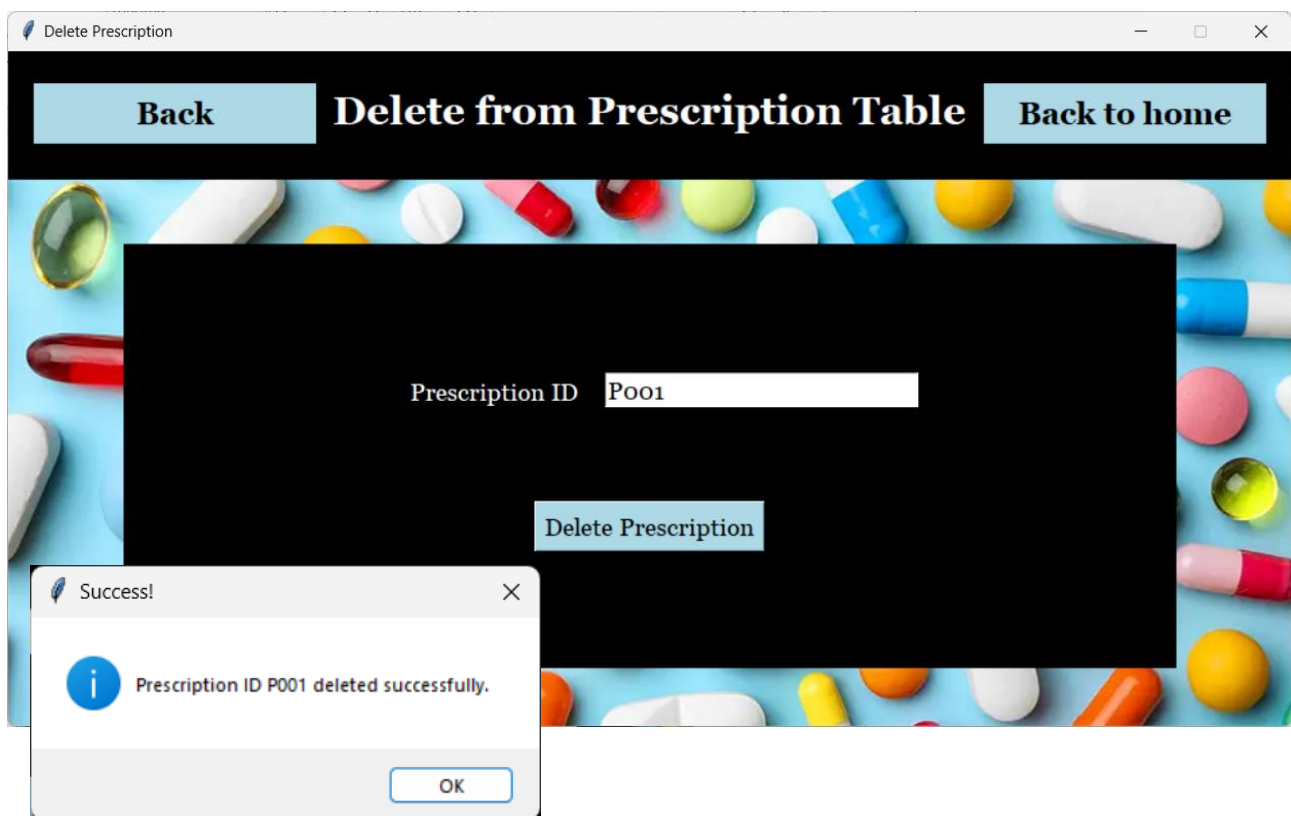 Delete Prescription
Back
Delete from Prescription Table
Back to home
Prescription ID
P001
Delete Prescription
Success!
Prescription ID P001 deleted successfully.
OK